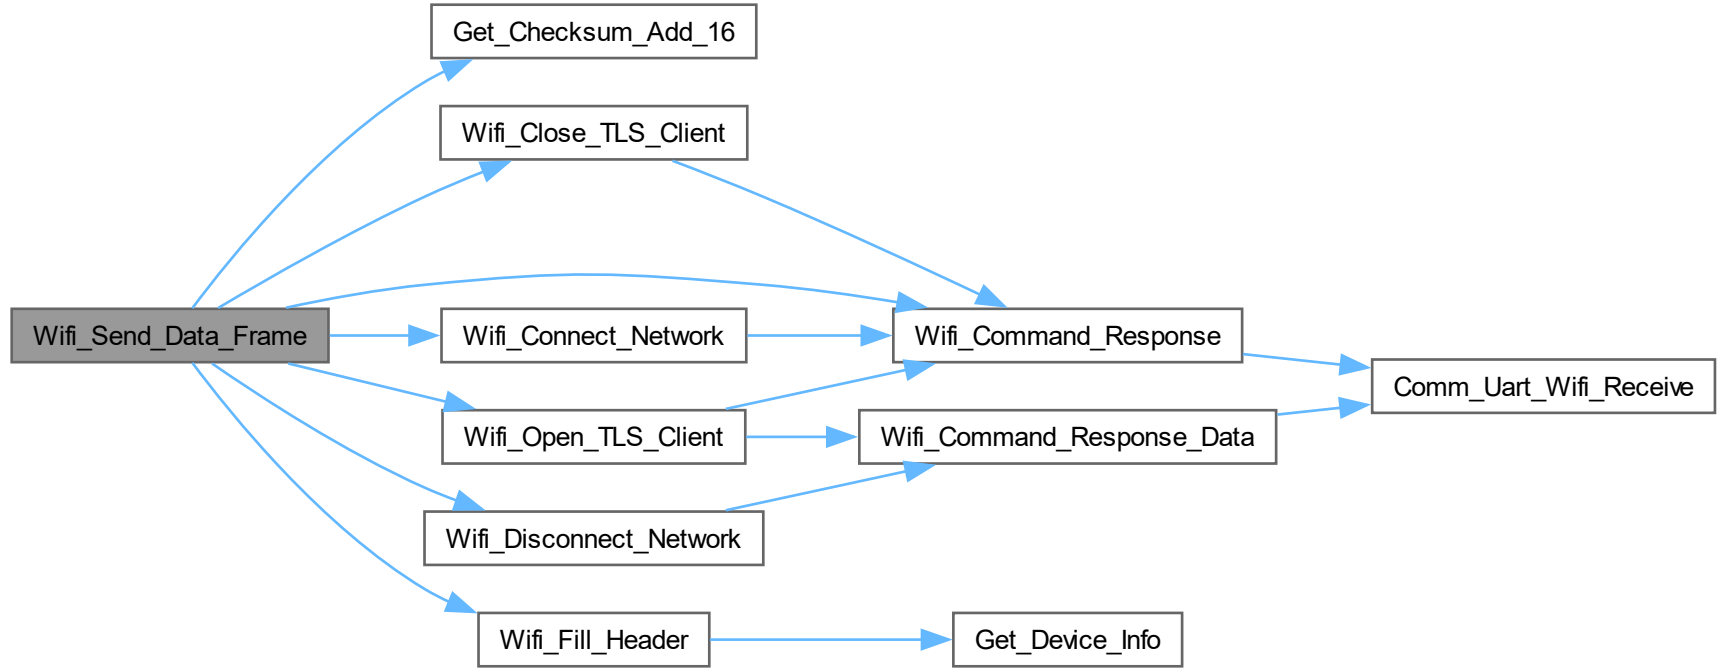 Get_Checksum_Add_16
Wifi_Close_TLS_Client
Wifi_Send_Data_Frame
Wifi_Connect_Network
Wifi_Command_Response
Comm_Uart_Wifi_Receive
Wifi_Open_TLS_Client
Wifi_Command_Response_Data
Wifi_Disconnect_Network
Wifi_Fill_Header
Get_Device_Info